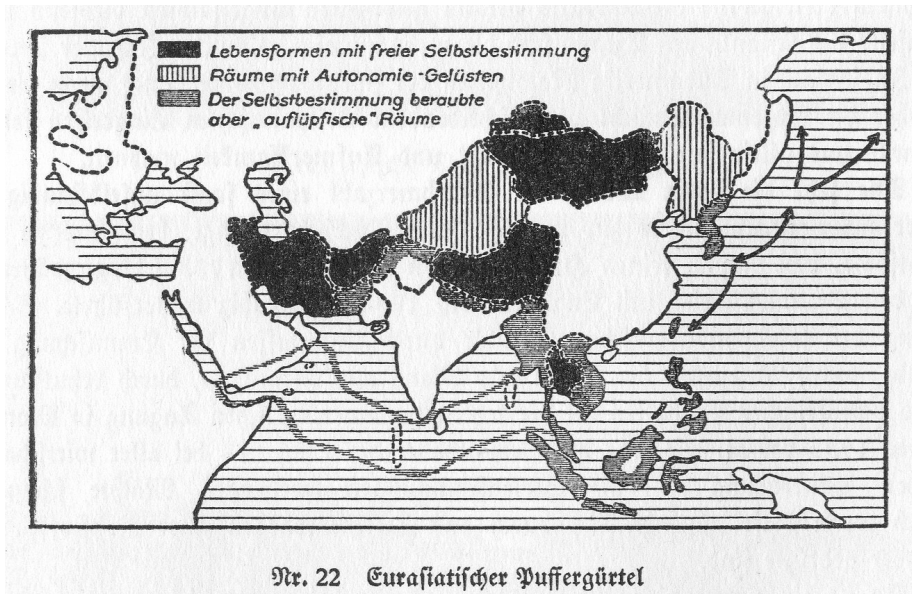 Lebensformen mit freier Selbstbestimmung
Räume mit Autonomie-Gelüsten
Der Selbstbestimmung beraubte
aber „auflüpfische" Räume
Nr. 22 Eurasiatischer Puffergürtel